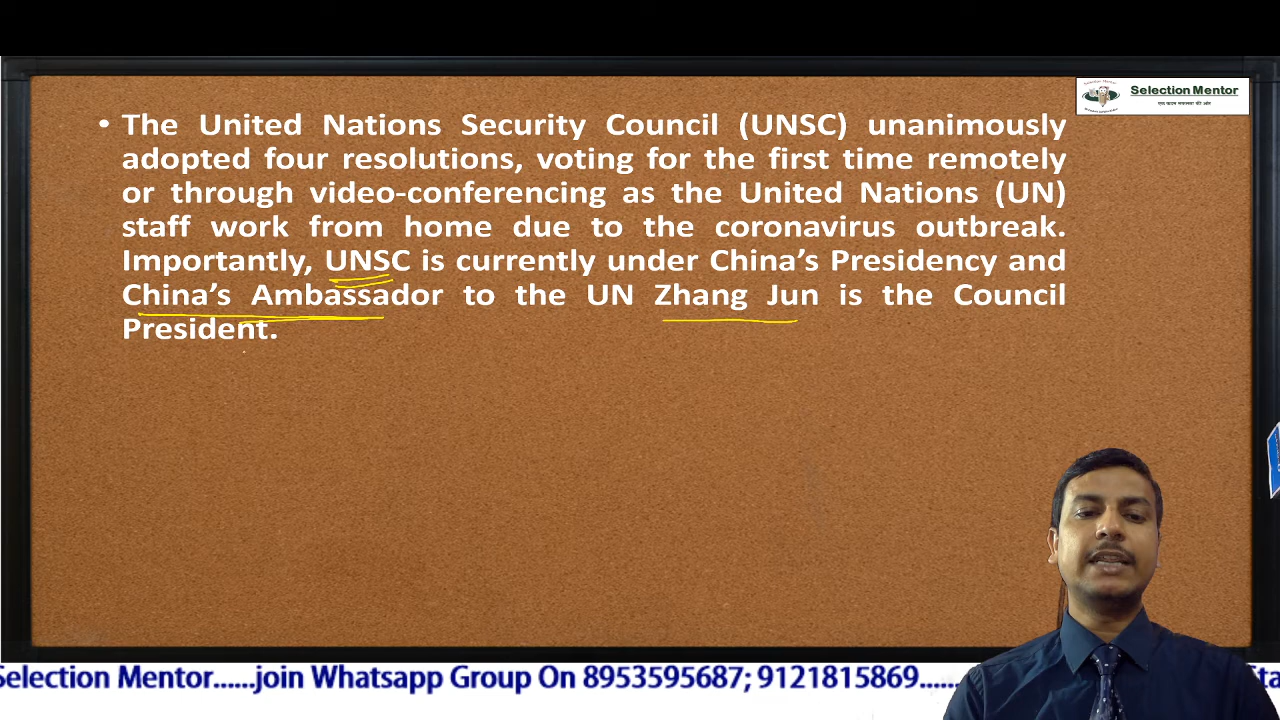 Selection Mentor
• The United Nations Security Council (UNSC) unanimously
adopted four resolutions, voting for the first time remotely
or through video-conferencing as the United Nations (UN)
staff work from home due to the coronavirus outbreak.
Importantly, UNSC is currently under China’s Presidency and
China’s Ambassador to the UN Zhang Jun is the Council
President.
Selection Mentor......join Whatsapp Group On 8953595687; 9121815869.......